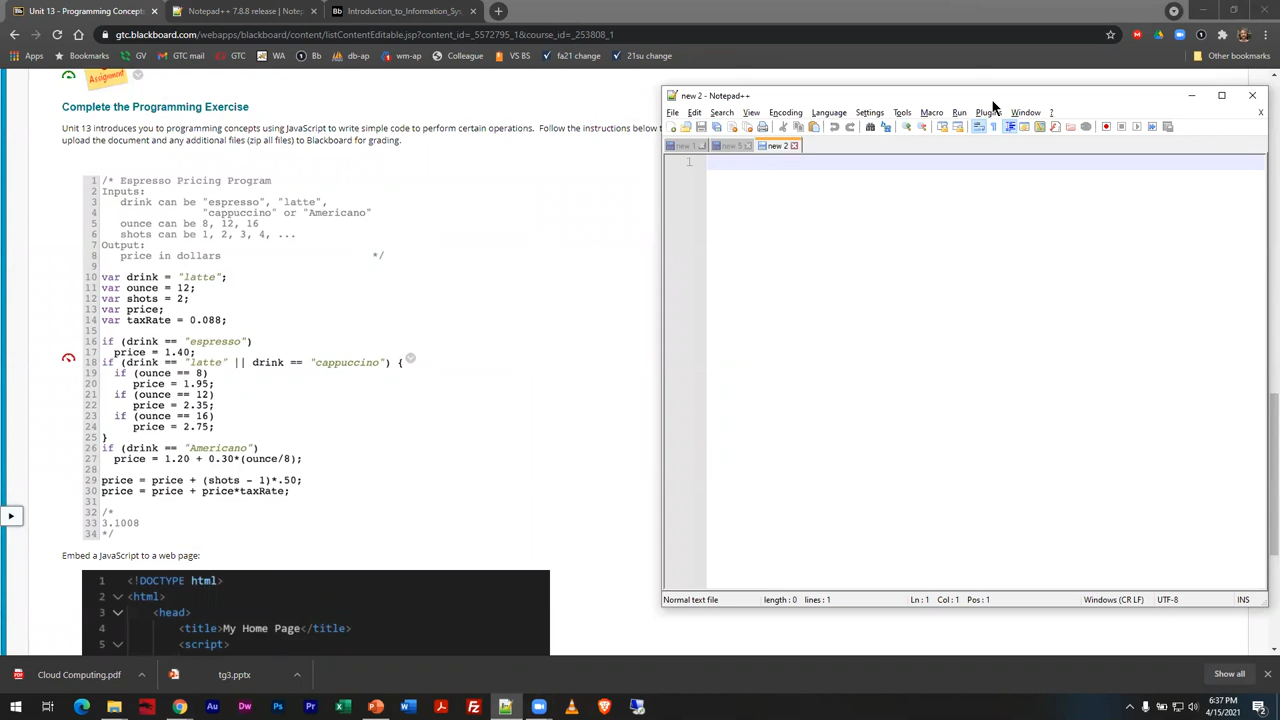 Unit 13 - Programming Concepts
Notepad++ 7.8.8 release | Notep
Introduction_to_Information_Sys
gtc.blackboard.com/webapps/blackboard/content/listContentEditable.jsp?content_id=_5572795_1&course_id=_253808_1
Apps Bookmarks GV GTC mail GTC WA Bb db-ap wm-ap Colleague VS BS fa21 change 21su change Other bookmarks
Assignment
Complete the Programming Exercise
Unit 13 introduces you to programming concepts using JavaScript to write simple code to perform certain operations. Follow the instructions below t
upload the document and any additional files (zip all files) to Blackboard for grading.
1 /* Espresso Pricing Program
2 Inputs:
3 drink can be "espresso", "latte",
4 "cappuccino" or "Americano"
5 ounce can be 8, 12, 16
6 shots can be 1, 2, 3, 4, ...
7 Output:
8 price in dollars */
9
10 var drink = "latte";
11 var ounce = 12;
12 var shots = 2;
13 var price;
14 var taxRate = 0.088;
15
16 if (drink == "espresso")
17 price = 1.40;
18 if (drink == "latte" || drink == "cappuccino") {
19 if (ounce == 8)
20 price = 1.95;
21 if (ounce == 12)
22 price = 2.35;
23 if (ounce == 16)
24 price = 2.75;
25 }
26 if (drink == "Americano")
27 price = 1.20 + 0.30*(ounce/8);
28
29 price = price + (shots - 1)*.50;
30 price = price + price*taxRate;
31
32 /*
33 3.1008
34 */
Embed a JavaScript to a web page:
1 <!DOCTYPE html>
2 <html>
3 <head>
4 <title>My Home Page</title>
5 <script>
new 2 - Notepad++
File Edit Search View Encoding Language Settings Tools Macro Run Plugins Window ?
new 1 new 5 new 2
1
Normal text file length : 0 lines : 1 Ln : 1 Col : 1 Pos : 1 Windows (CR LF) UTF-8 INS
Cloud Computing.pdf tg3.pptx Show all
6:37 PM
4/15/2021